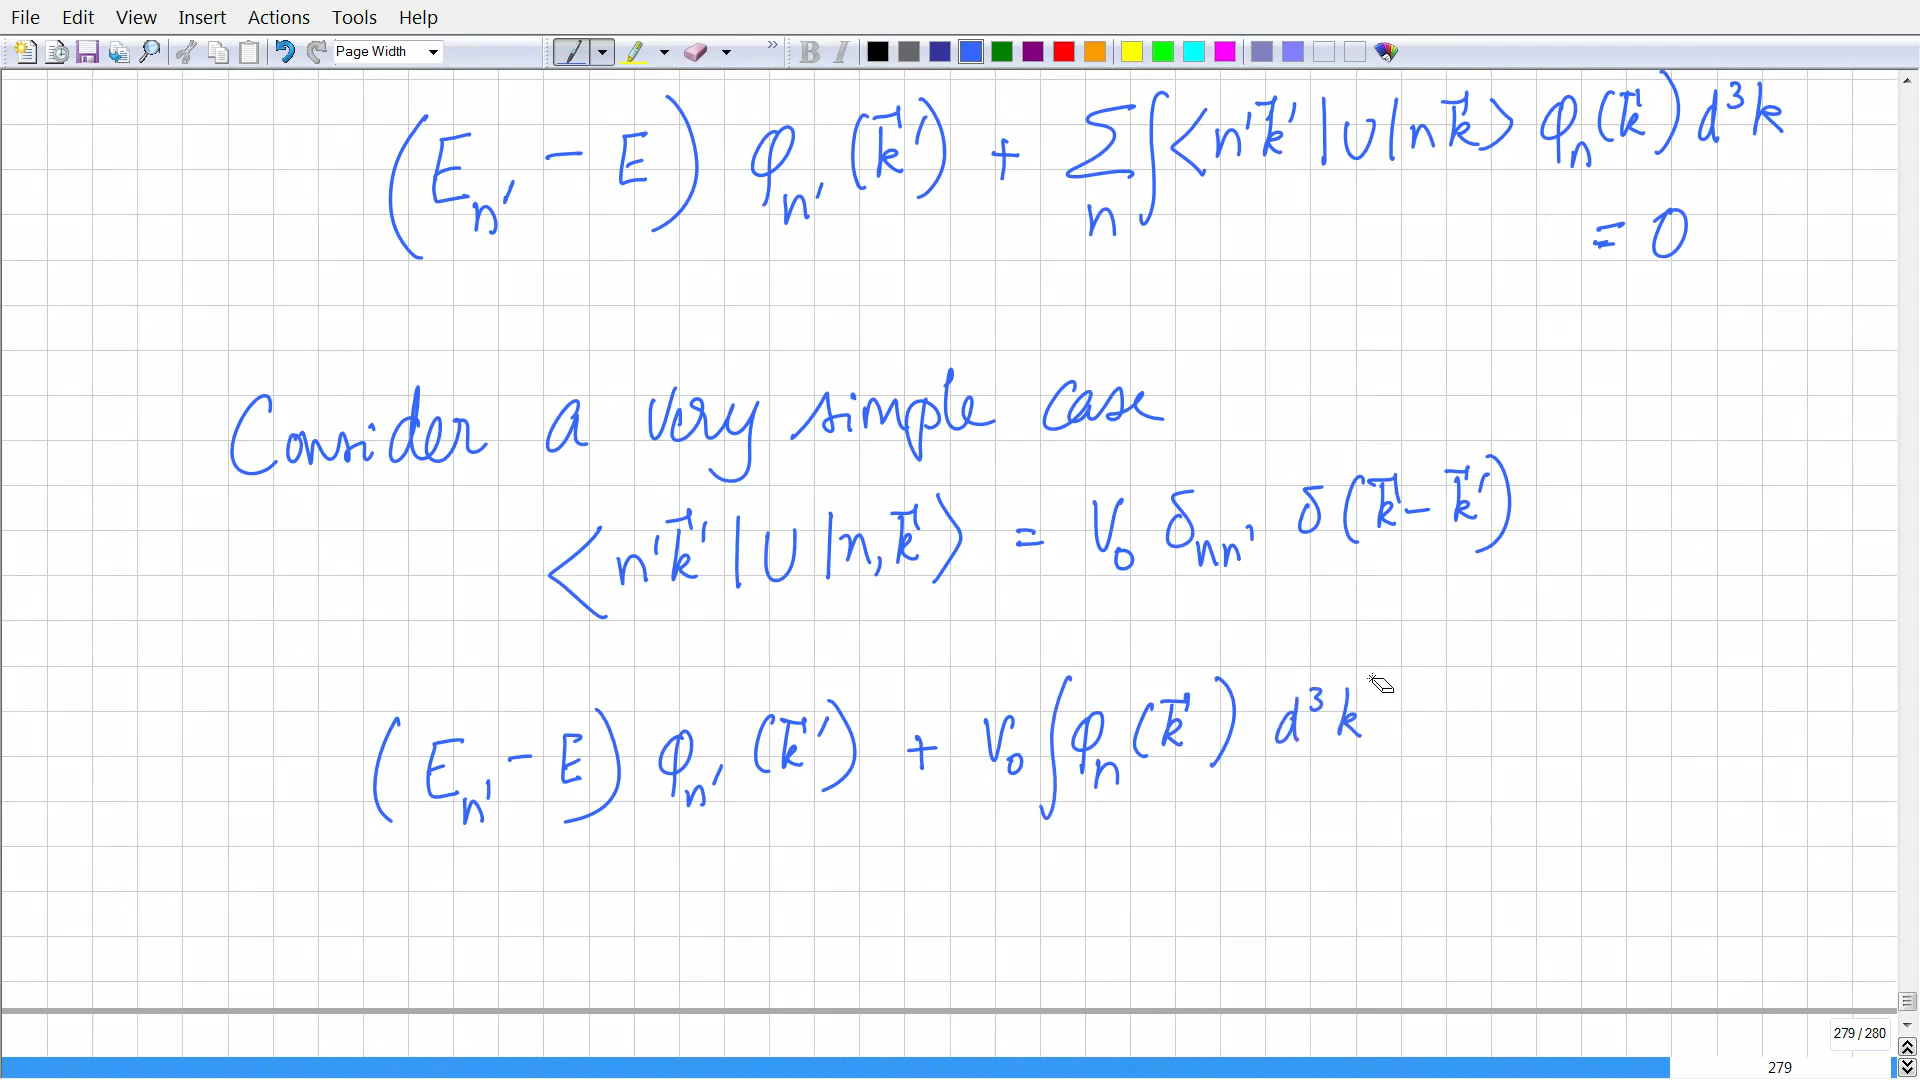 File Edit View Insert Actions Tools Help
Page Width
B I
(E_{n'} − E) φ_{n'} (k⃗') + Σ_n ∫ <n'k⃗' |U| nk⃗> φ_n (k⃗) d³k
= 0
Consider a very simple case
<n'k⃗' |U| n,k⃗> = V₀ δ_{nn'} δ(k⃗ − k⃗')
(E_{n'} − E) φ_{n'} (k⃗') + V₀ ∫ φ_n (k⃗) d³k
279 / 280
279